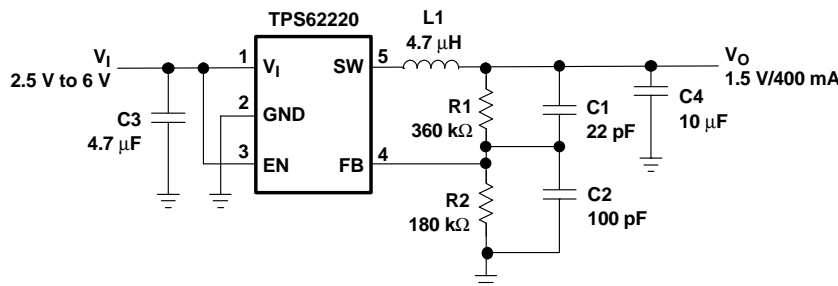 TPS62220
L1
4.7 μH
V_I
2.5 V to 6 V
1
V_I
SW
5
V_O
1.5 V/400 mA
C3
4.7 μF
2
GND
3
EN
FB
4
R1
360 kΩ
C1
22 pF
C4
10 μF
R2
180 kΩ
C2
100 pF